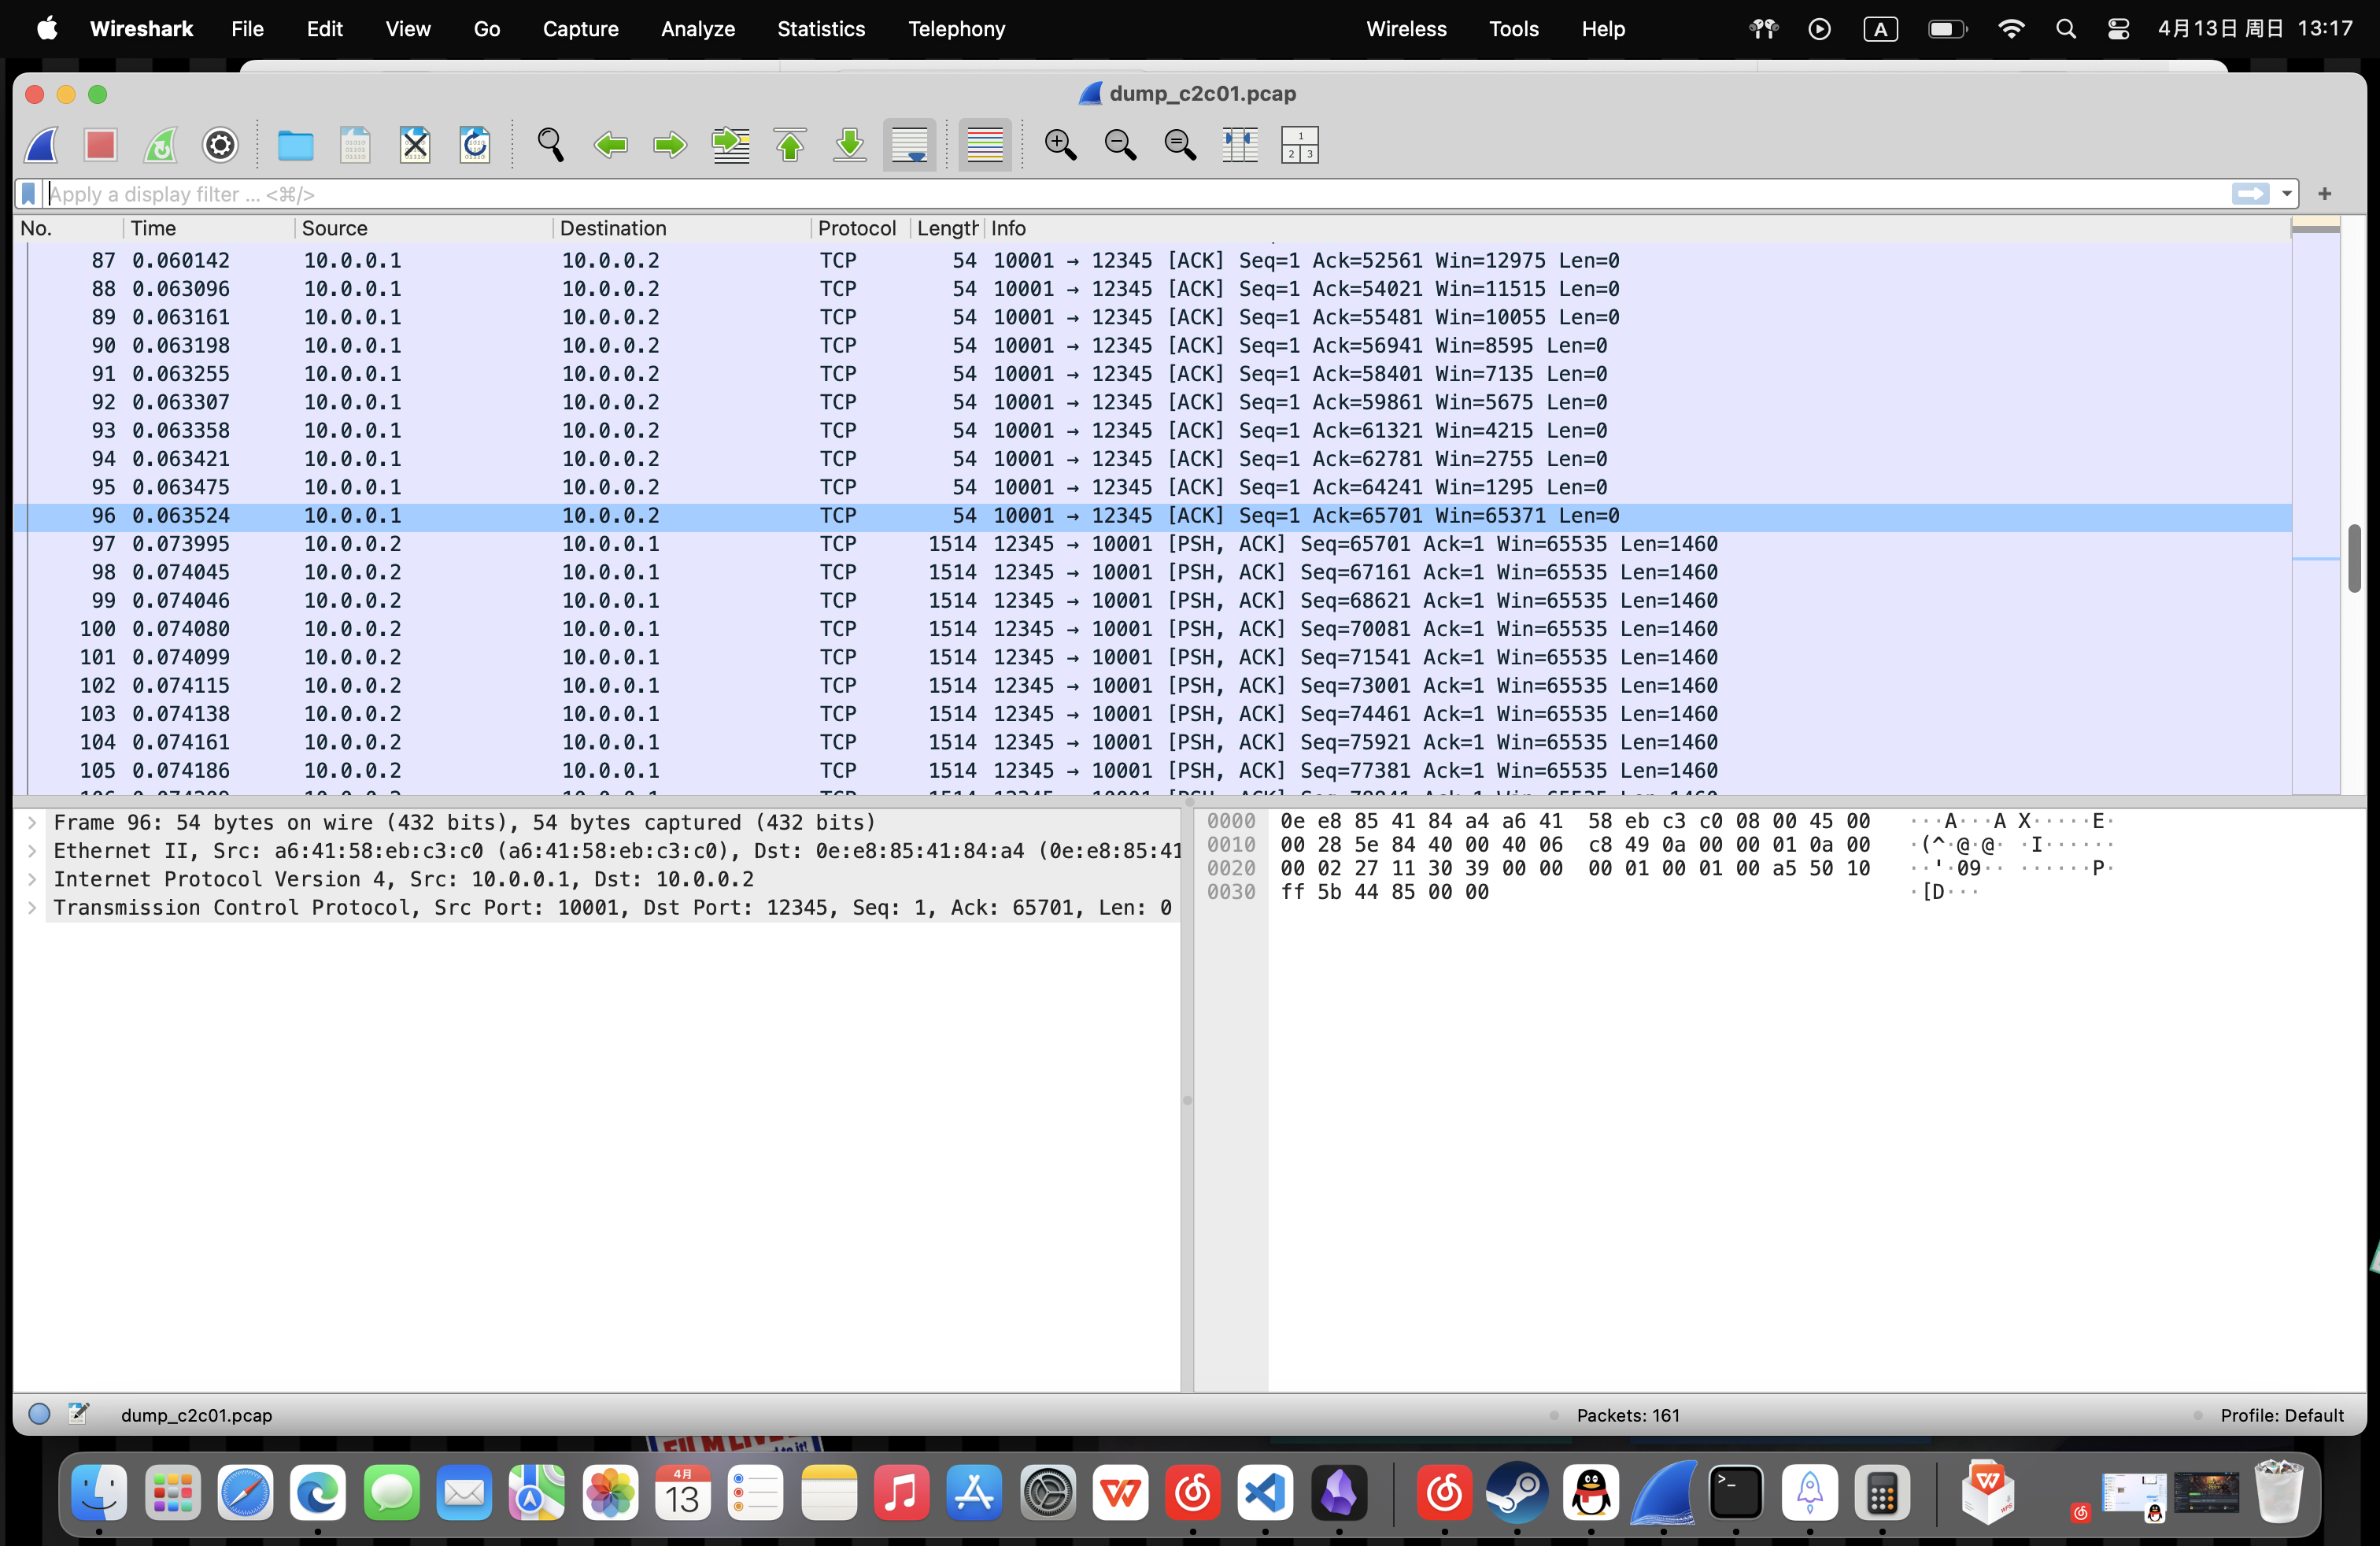 Wireshark File Edit View Go Capture Analyze Statistics Telephony Wireless Tools Help A 4月13日 周日 13:17
dump_c2c01.pcap
Apply a display filter ... <⌘/>
No. Time Source Destination Protocol Length Info
87 0.060142 10.0.0.1 10.0.0.2 TCP 54 10001 → 12345 [ACK] Seq=1 Ack=52561 Win=12975 Len=0
88 0.063096 10.0.0.1 10.0.0.2 TCP 54 10001 → 12345 [ACK] Seq=1 Ack=54021 Win=11515 Len=0
89 0.063161 10.0.0.1 10.0.0.2 TCP 54 10001 → 12345 [ACK] Seq=1 Ack=55481 Win=10055 Len=0
90 0.063198 10.0.0.1 10.0.0.2 TCP 54 10001 → 12345 [ACK] Seq=1 Ack=56941 Win=8595 Len=0
91 0.063255 10.0.0.1 10.0.0.2 TCP 54 10001 → 12345 [ACK] Seq=1 Ack=58401 Win=7135 Len=0
92 0.063307 10.0.0.1 10.0.0.2 TCP 54 10001 → 12345 [ACK] Seq=1 Ack=59861 Win=5675 Len=0
93 0.063358 10.0.0.1 10.0.0.2 TCP 54 10001 → 12345 [ACK] Seq=1 Ack=61321 Win=4215 Len=0
94 0.063421 10.0.0.1 10.0.0.2 TCP 54 10001 → 12345 [ACK] Seq=1 Ack=62781 Win=2755 Len=0
95 0.063475 10.0.0.1 10.0.0.2 TCP 54 10001 → 12345 [ACK] Seq=1 Ack=64241 Win=1295 Len=0
96 0.063524 10.0.0.1 10.0.0.2 TCP 54 10001 → 12345 [ACK] Seq=1 Ack=65701 Win=65371 Len=0
97 0.073995 10.0.0.2 10.0.0.1 TCP 1514 12345 → 10001 [PSH, ACK] Seq=65701 Ack=1 Win=65535 Len=1460
98 0.074045 10.0.0.2 10.0.0.1 TCP 1514 12345 → 10001 [PSH, ACK] Seq=67161 Ack=1 Win=65535 Len=1460
99 0.074046 10.0.0.2 10.0.0.1 TCP 1514 12345 → 10001 [PSH, ACK] Seq=68621 Ack=1 Win=65535 Len=1460
100 0.074080 10.0.0.2 10.0.0.1 TCP 1514 12345 → 10001 [PSH, ACK] Seq=70081 Ack=1 Win=65535 Len=1460
101 0.074099 10.0.0.2 10.0.0.1 TCP 1514 12345 → 10001 [PSH, ACK] Seq=71541 Ack=1 Win=65535 Len=1460
102 0.074115 10.0.0.2 10.0.0.1 TCP 1514 12345 → 10001 [PSH, ACK] Seq=73001 Ack=1 Win=65535 Len=1460
103 0.074138 10.0.0.2 10.0.0.1 TCP 1514 12345 → 10001 [PSH, ACK] Seq=74461 Ack=1 Win=65535 Len=1460
104 0.074161 10.0.0.2 10.0.0.1 TCP 1514 12345 → 10001 [PSH, ACK] Seq=75921 Ack=1 Win=65535 Len=1460
105 0.074186 10.0.0.2 10.0.0.1 TCP 1514 12345 → 10001 [PSH, ACK] Seq=77381 Ack=1 Win=65535 Len=1460
Frame 96: 54 bytes on wire (432 bits), 54 bytes captured (432 bits)
Ethernet II, Src: a6:41:58:eb:c3:c0 (a6:41:58:eb:c3:c0), Dst: 0e:e8:85:41:84:a4 (0e:e8:85:41
Internet Protocol Version 4, Src: 10.0.0.1, Dst: 10.0.0.2
Transmission Control Protocol, Src Port: 10001, Dst Port: 12345, Seq: 1, Ack: 65701, Len: 0
0000 0e e8 85 41 84 a4 a6 41 58 eb c3 c0 08 00 45 00 ···A···A X·····E·
0010 00 28 5e 84 40 00 40 06 c8 49 0a 00 00 01 0a 00 ·(^·@·@· ·I······
0020 00 02 27 11 30 39 00 00 00 01 00 01 00 a5 50 10 ··'·09·· ······P·
0030 ff 5b 44 85 00 00 ·[D···
dump_c2c01.pcap Packets: 161 Profile: Default
4月
13